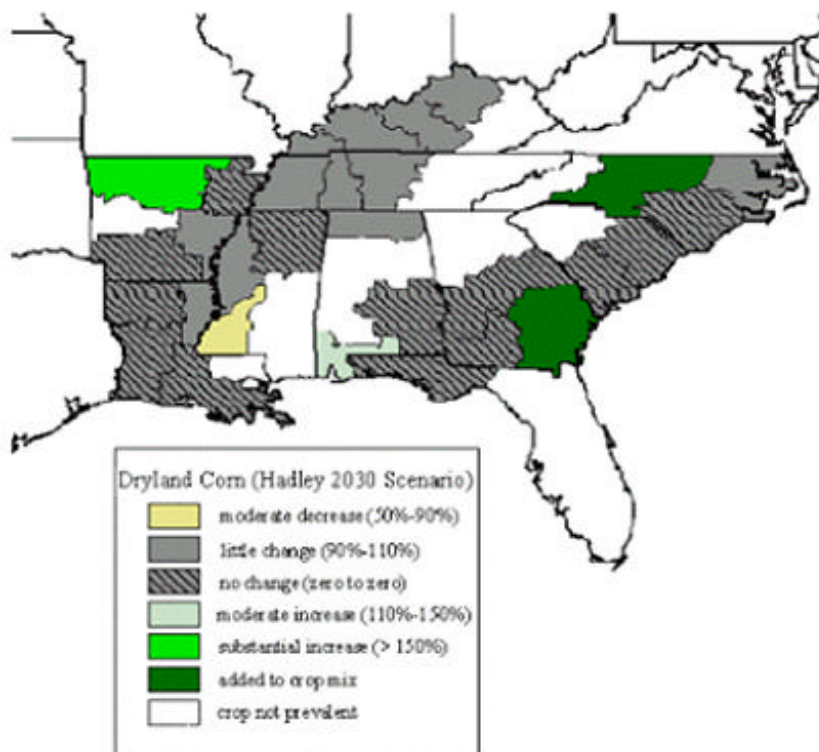 Dryland Corn (Hadley 2030 Scenario)
moderate decrease (50%-90%)
little change (90%-110%)
no change (zero to zero)
moderate increase (110%-150%)
substantial increase (> 150%)
added to crop mix
crop not prevalent